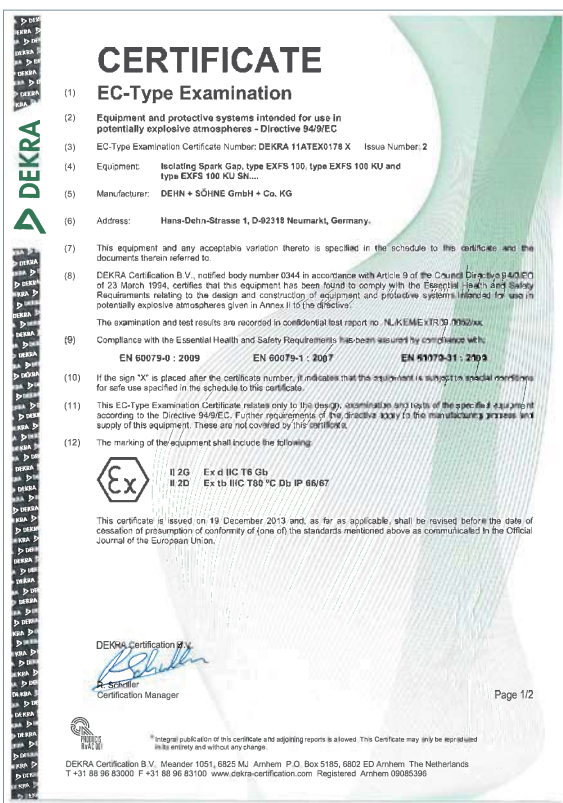 DEKRA
CERTIFICATE
(1) EC-Type Examination
(2) Equipment and protective systems intended for use in
potentially explosive atmospheres - Directive 94/9/EC
(3) EC-Type Examination Certificate Number: DEKRA 11ATEX0178 X Issue Number: 2
(4) Equipment: Isolating Spark Gap, type EXFS 100, type EXFS 100 KU and
type EXFS 100 KU SN....
(5) Manufacturer: DEHN + SÖHNE GmbH + Co. KG
(6) Address: Hans-Dehn-Strasse 1, D-92318 Neumarkt, Germany.
(7) This equipment and any acceptable variation thereto is specified in the schedule to this certificate and the
documents therein referred to.
(8) DEKRA Certification B.V., notified body number 0344 in accordance with Article 9 of the Council Directive 94/9/EC
of 23 March 1994, certifies that this equipment has been found to comply with the Essential Health and Safety
Requirements relating to the design and construction of equipment and protective systems intended for use in
potentially explosive atmospheres given in Annex II to the directive.
The examination and test results are recorded in confidential test report no.
(9) Compliance with the Essential Health and Safety Requirements has been assured by compliance with:
EN 60079-0 : 2009 EN 60079-1 : 2007 EN
(10) If the sign "X" is placed after the certificate number, it indicates that the equipment is subject to special conditions
for safe use specified in the schedule to this certificate.
(11) This EC-Type Examination Certificate relates only to the design, examination and tests of the specified equipment
according to the Directive 94/9/EC. Further requirements of the directive apply to the manufacturing process and
supply of this equipment. These are not covered by this certificate.
(12) The marking of the equipment shall include the following:
Ex II 2G Ex d IIC T6 Gb
II 2D Ex tb IIIC T80 °C Db IP 66/67
This certificate is issued on 19 December 2013 and, as far as applicable, shall be revised before the date of
cessation of presumption of conformity of (one of) the standards mentioned above as communicated in the Official
Journal of the European Union.
DEKRA Certification B.V.
R. Schuller
Certification Manager
Page 1/2
PRODUCTS
RvA C 001
® Integral publication of this certificate and adjoining reports is allowed. This Certificate may only be reproduced
in its entirety and without any change.
DEKRA Certification B.V. Meander 1051, 6825 MJ Arnhem P.O. Box 5185, 6802 ED Arnhem The Netherlands
T +31 88 96 83000 F +31 88 96 83100 www.dekra-certification.com Registered Arnhem 09085396